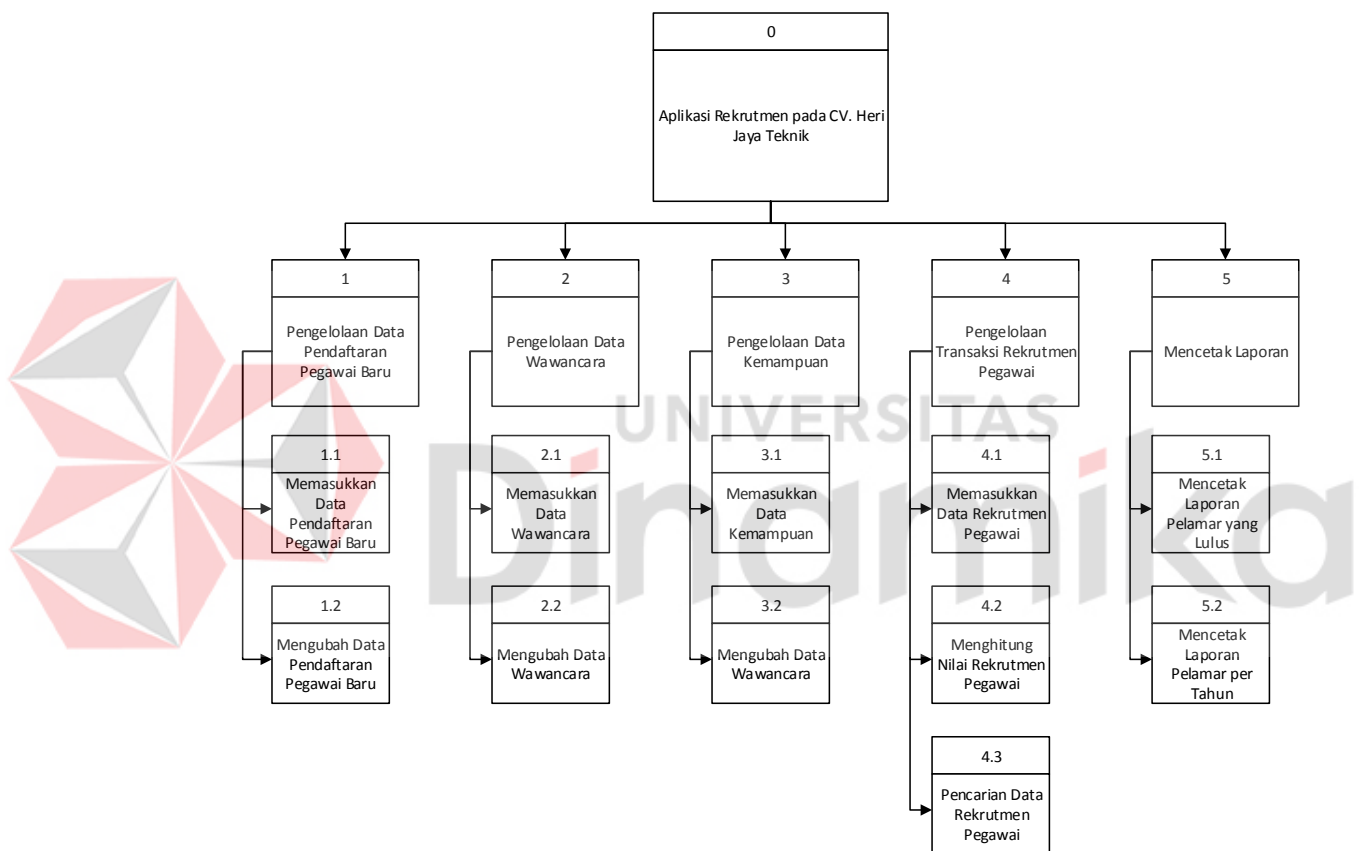 0
Aplikasi Rekrutmen pada CV. Heri
Jaya Teknik
1
Pengelolaan Data
Pendaftaran
Pegawai Baru
2
Pengelolaan Data
Wawancara
3
Pengelolaan Data
Kemampuan
4
Pengelolaan
Transaksi Rekrutmen
Pegawai
5
Mencetak Laporan
UNIVERSITAS
Dinamika
1.1
Memasukkan
Data
Pendaftaran
Pegawai Baru
2.1
Memasukkan
Data
Wawancara
3.1
Memasukkan
Data
Kemampuan
4.1
Memasukkan
Data Rekrutmen
Pegawai
5.1
Mencetak
Laporan
Pelamar yang
Lulus
1.2
Mengubah Data
Pendaftaran
Pegawai Baru
2.2
Mengubah Data
Wawancara
3.2
Mengubah Data
Wawancara
4.2
Menghitung
Nilai Rekrutmen
Pegawai
5.2
Mencetak
Laporan
Pelamar per
Tahun
4.3
Pencarian Data
Rekrutmen
Pegawai